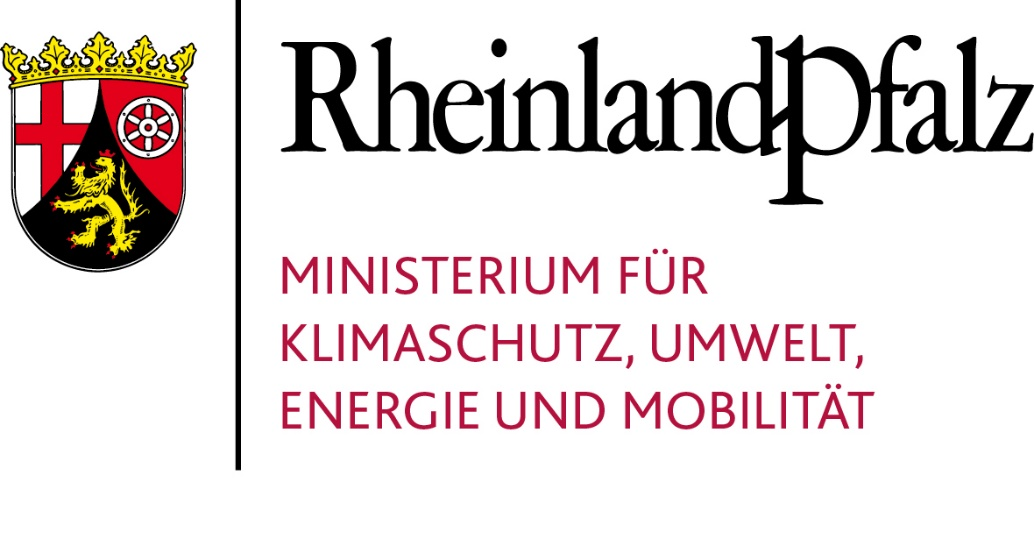 Rheinlandpfalz
MINISTERIUM FÜR
KLIMASCHUTZ, UMWELT,
ENERGIE UND MOBILITÄT